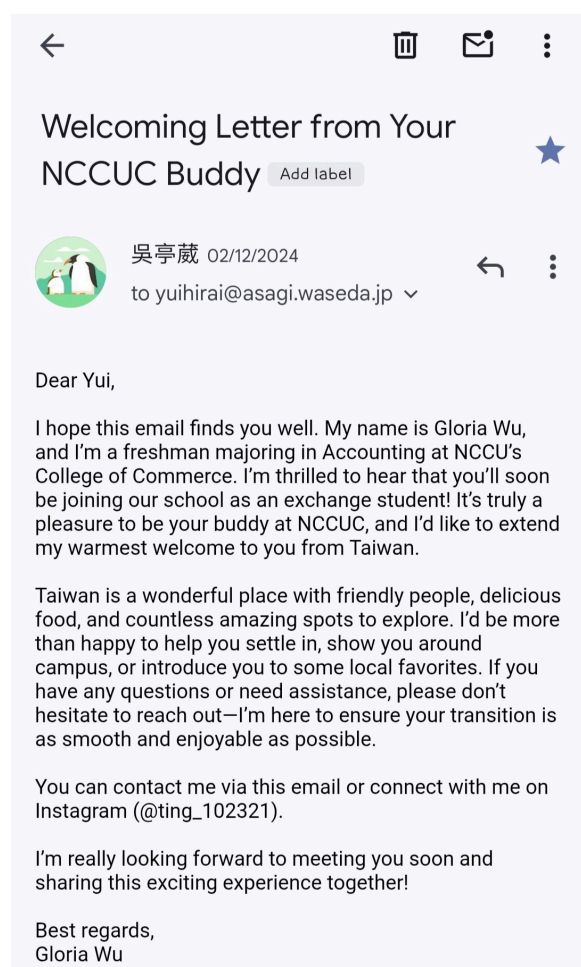 Welcoming Letter from Your
NCCUC Buddy Add label
吳亭葳 02/12/2024
to yuihirai@asagi.waseda.jp
Dear Yui,
I hope this email finds you well. My name is Gloria Wu,
and I'm a freshman majoring in Accounting at NCCU's
College of Commerce. I'm thrilled to hear that you'll soon
be joining our school as an exchange student! It's truly a
pleasure to be your buddy at NCCUC, and I'd like to extend
my warmest welcome to you from Taiwan.
Taiwan is a wonderful place with friendly people, delicious
food, and countless amazing spots to explore. I'd be more
than happy to help you settle in, show you around
campus, or introduce you to some local favorites. If you
have any questions or need assistance, please don't
hesitate to reach out—I'm here to ensure your transition is
as smooth and enjoyable as possible.
You can contact me via this email or connect with me on
Instagram (@ting_102321).
I'm really looking forward to meeting you soon and
sharing this exciting experience together!
Best regards,
Gloria Wu